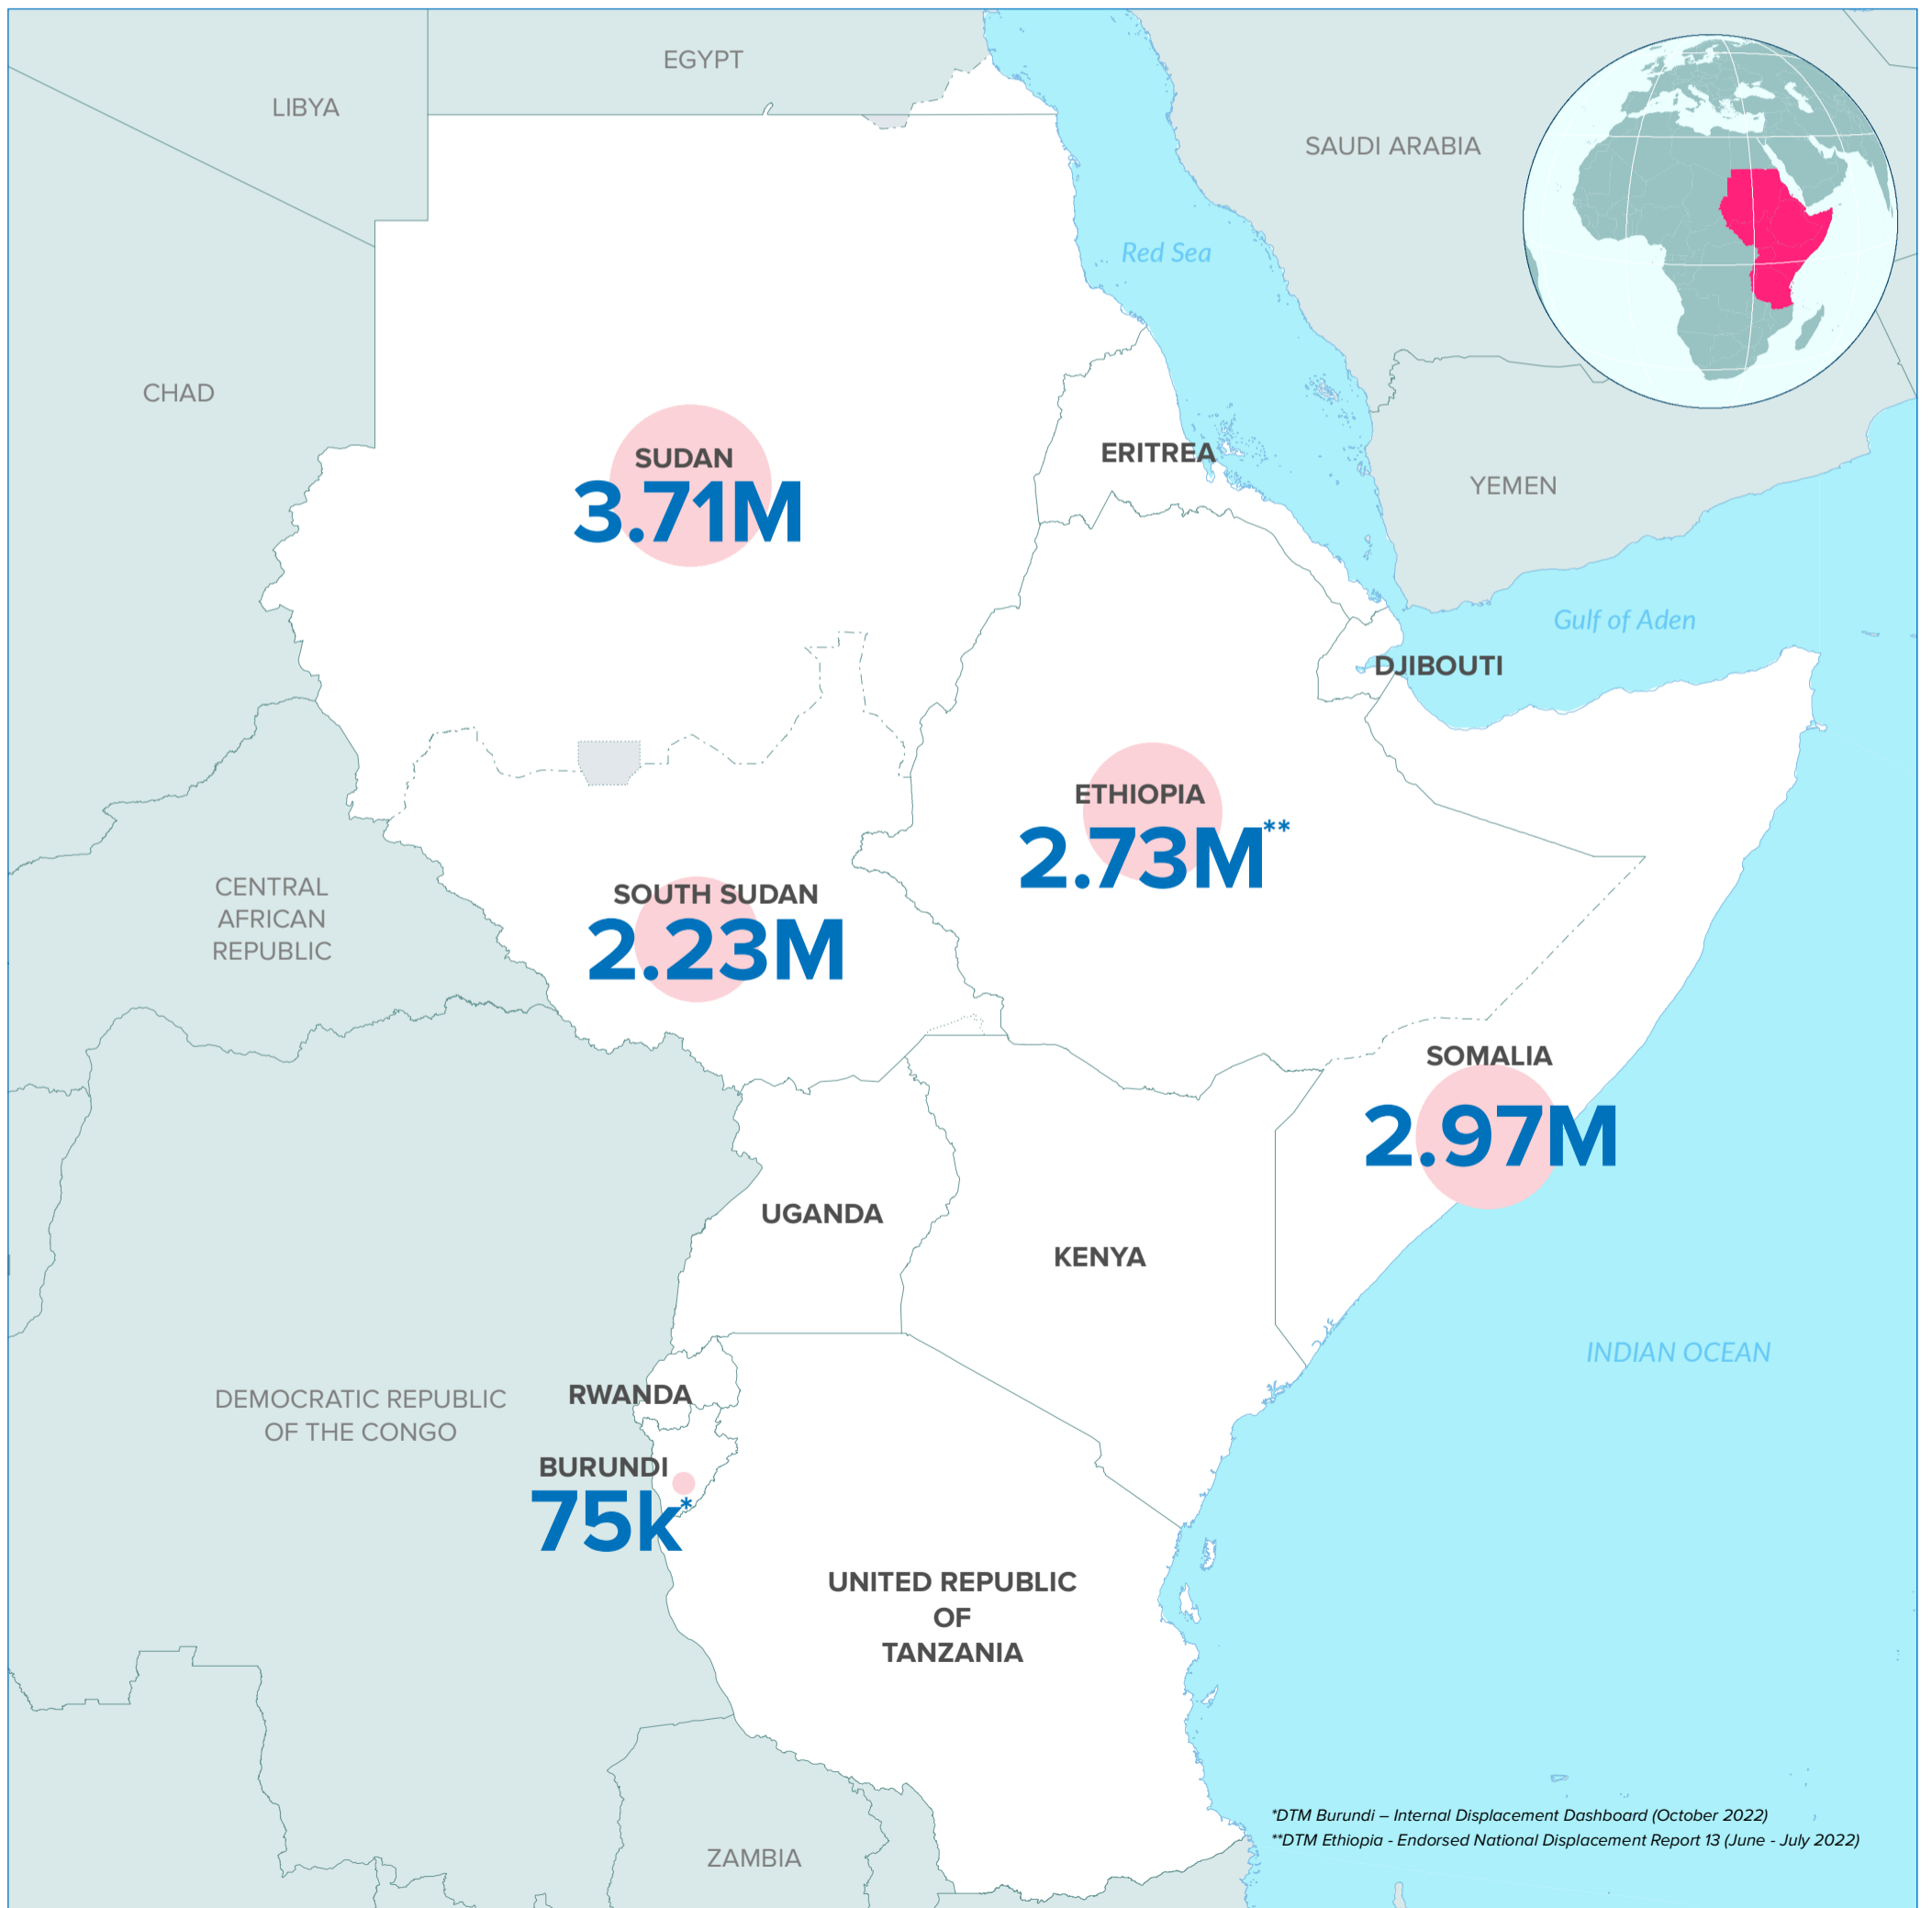 EGYPT
LIBYA
SAUDI ARABIA
Red Sea
CHAD
SUDAN
3.71M
ERITREA
YEMEN
Gulf of Aden
DJIBOUTI
ETHIOPIA
2.73M**
CENTRAL
AFRICAN
REPUBLIC
SOUTH SUDAN
2.23M
SOMALIA
2.97M
UGANDA
KENYA
INDIAN OCEAN
RWANDA
DEMOCRATIC REPUBLIC
OF THE CONGO
BURUNDI
75k*
UNITED REPUBLIC
OF
TANZANIA
*DTM Burundi – Internal Displacement Dashboard (October 2022)
**DTM Ethiopia - Endorsed National Displacement Report 13 (June - July 2022)
ZAMBIA